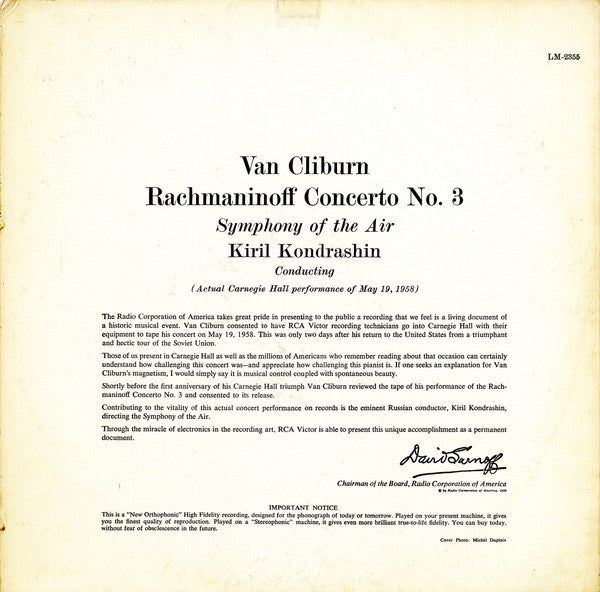 LM-2355
Van Cliburn
Rachmaninoff Concerto No. 3
Symphony of the Air
Kiril Kondrashin
Conducting
(Actual Carnegie Hall performance of May 19, 1958)
The Radio Corporation of America takes great pride in presenting to the public a recording that we feel is a living document of
a historic musical event. Van Cliburn consented to have RCA Victor recording technicians go into Carnegie Hall with their
equipment to tape his concert on May 19, 1958. This was only two days after his return to the United States from a triumphant
and hectic tour of the Soviet Union.
Those of us present in Carnegie Hall as well as the millions of Americans who remember reading about that occasion can certainly
understand how challenging this concert was—and appreciate how challenging this pianist is. If one seeks an explanation for Van
Cliburn's magnetism, I would simply say it is musical control coupled with spontaneous beauty.
Shortly before the first anniversary of his Carnegie Hall triumph Van Cliburn reviewed the tape of his performance of the Rach-
maninoff Concerto No. 3 and consented to its release.
Contributing to the vitality of this actual concert performance on records is the eminent Russian conductor, Kiril Kondrashin,
directing the Symphony of the Air.
Through the miracle of electronics in the recording art, RCA Victor is able to present this unique accomplishment as a permanent
document.
David Sarnoff
Chairman of the Board, Radio Corporation of America
© by Radio Corporation of America, 1959
IMPORTANT NOTICE
This is a "New Orthophonic" High Fidelity recording, designed for the phonograph of today or tomorrow. Played on your present machine, it gives
you the finest quality of reproduction. Played on a "Stereophonic" machine, it gives even more brilliant true-to-life fidelity. You can buy today,
without fear of obsolescence in the future.
Cover Photo: Michel Duplaix